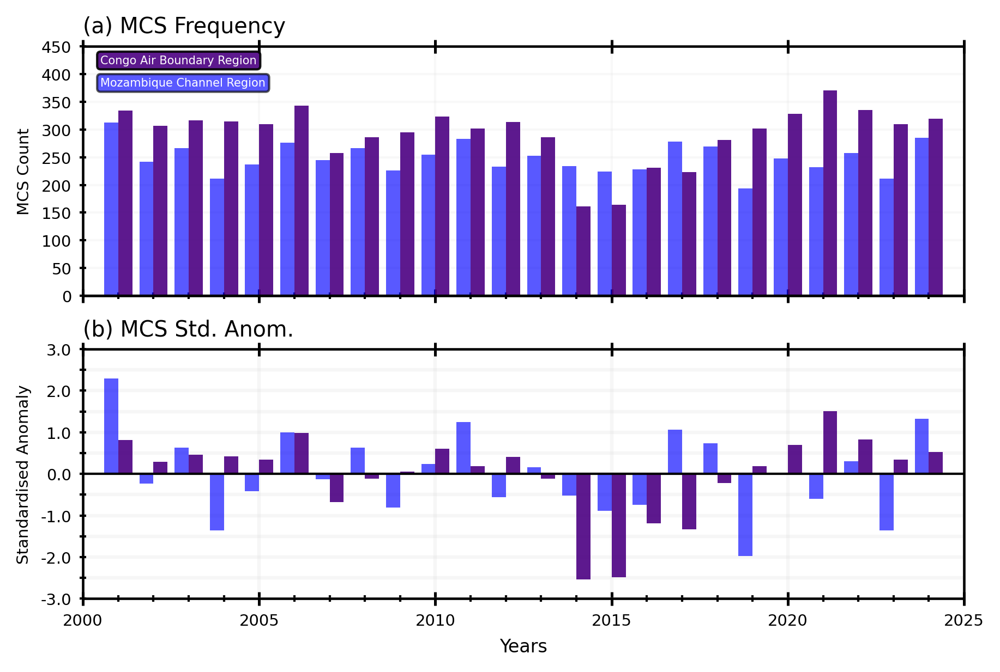 (a) MCS Frequency
450
400
350
300
250
200
150
100
50
0
MCS Count
Congo Air Boundary Region
Mozambique Channel Region
(b) MCS Std. Anom.
3.0
2.0
1.0
0.0
-1.0
-2.0
-3.0
Standardised Anomaly
2000 2005 2010 2015 2020 2025
Years